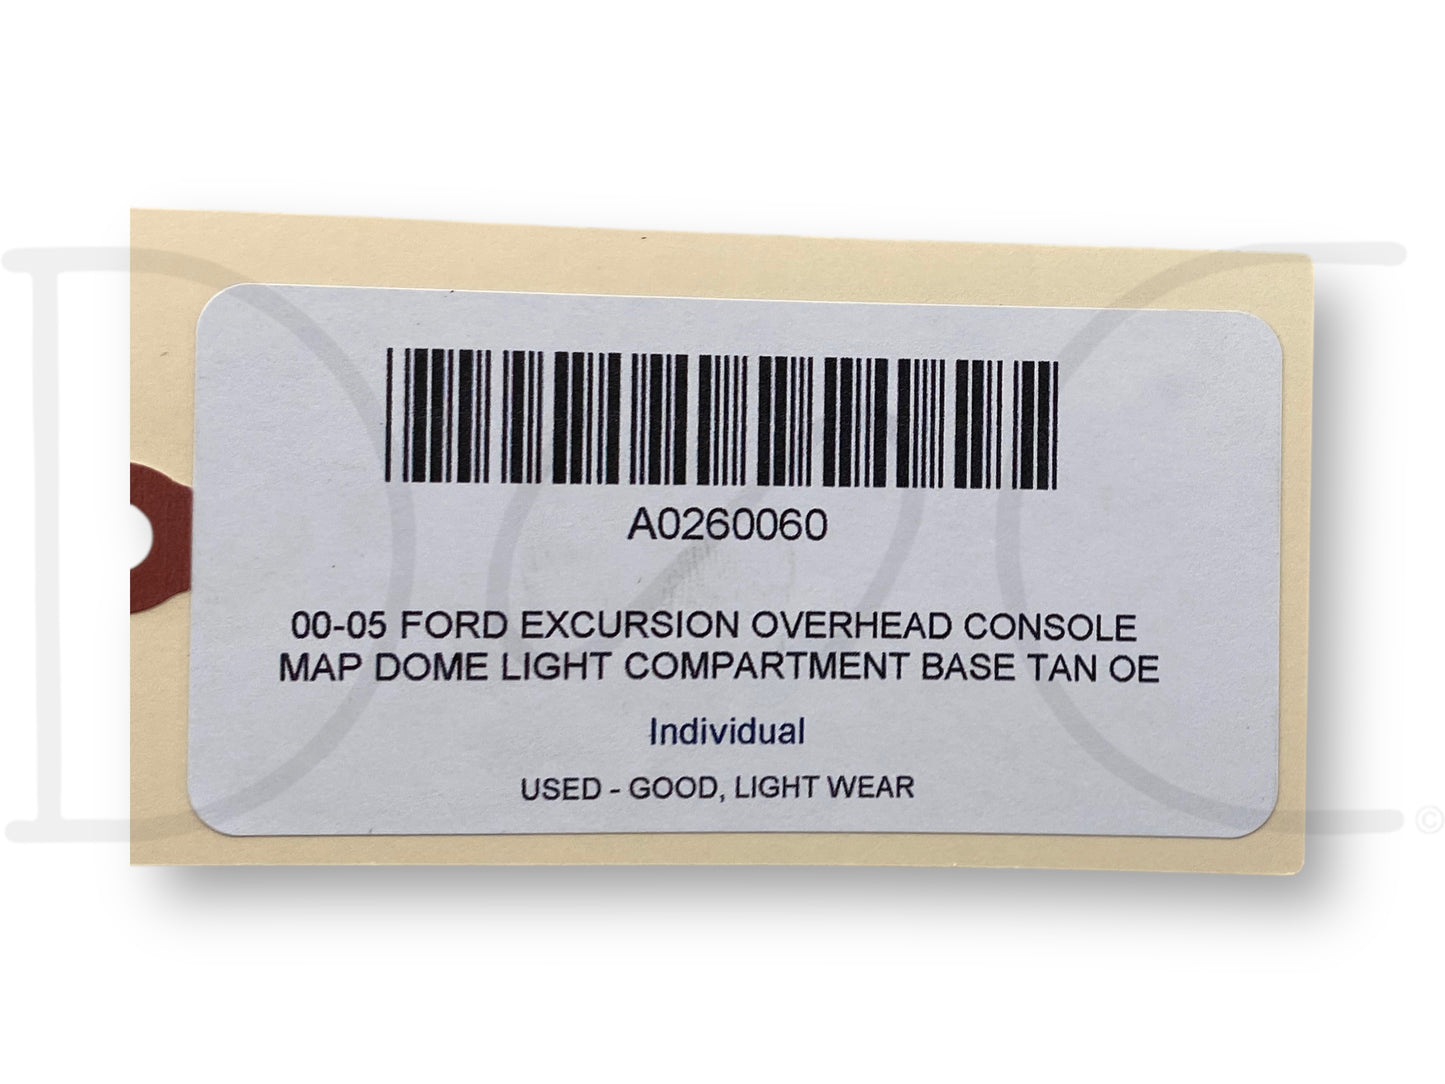 A0260060
00-05 FORD EXCURSION OVERHEAD CONSOLE
MAP DOME LIGHT COMPARTMENT BASE TAN OE
Individual
USED - GOOD, LIGHT WEAR
©